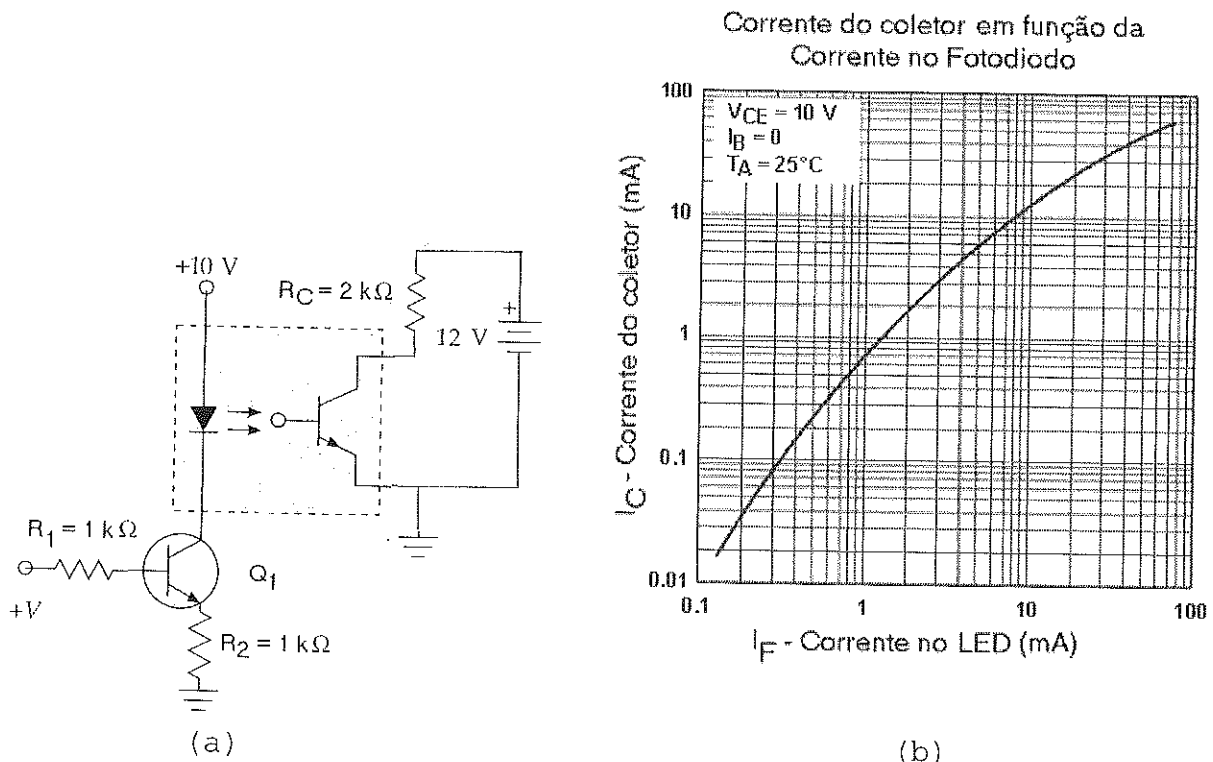 +10 V
R_C = 2 kΩ
12 V
+
R_1 = 1 kΩ
Q_1
+V
R_2 = 1 kΩ
(a)
Corrente do coletor em função da
Corrente no Fotodiodo
V_CE = 10 V
I_B = 0
T_A = 25°C
I_C - Corrente do coletor (mA)
100
10
1
0.1
0.01
0.1 1 10 100
I_F - Corrente no LED (mA)
(b)